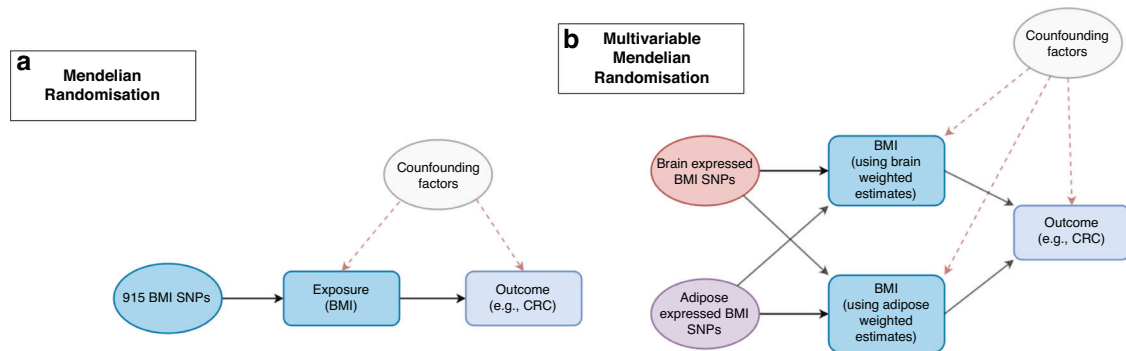 a
Mendelian
Randomisation
Counfounding
factors
915 BMI SNPs
Exposure
(BMI)
Outcome
(e.g., CRC)
b
Multivariable
Mendelian
Randomisation
Counfounding
factors
Brain expressed
BMI SNPs
BMI
(using brain
weighted
estimates)
Outcome
(e.g., CRC)
Adipose
expressed BMI
SNPs
BMI
(using adipose
weighted
estimates)